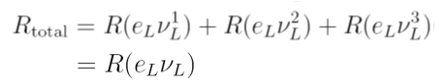 R_total = R(e_L ν_L^1) + R(e_L ν_L^2) + R(e_L ν_L^3)
= R(e_L ν_L)